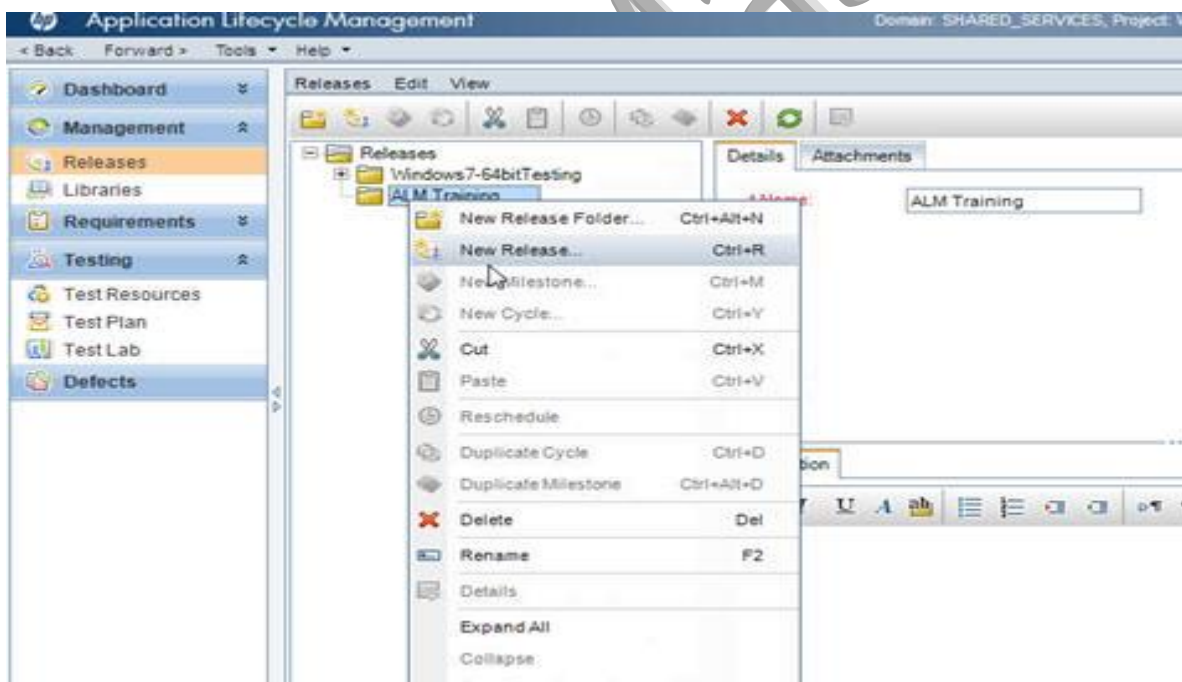 hp Application Lifecycle Management Domain: SHARED_SERVICES, Project:
< Back Forward > Tools Help
Dashboard
Management
Releases
Libraries
Requirements
Testing
Test Resources
Test Plan
Test Lab
Defects
Releases Edit View
Releases
Windows7-64bitTesting
ALM Training
Details Attachments
ALM Training
New Release Folder... Ctrl+Alt+N
New Release... Ctrl+R
New Milestone... Ctrl+M
New Cycle... Ctrl+Y
Cut Ctrl+X
Paste Ctrl+V
Reschedule
Duplicate Cycle Ctrl+D
Duplicate Milestone Ctrl+Alt+D
Delete Del
Rename F2
Details
Expand All
Collapse